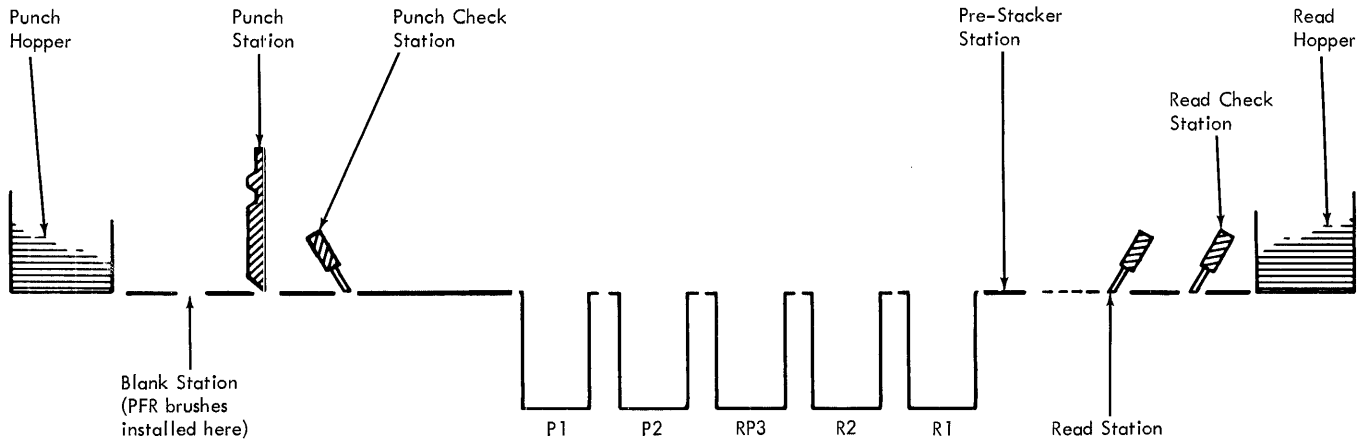 Punch
Hopper
Punch
Station
Punch Check
Station
Pre-Stacker
Station
Read
Hopper
Read Check
Station
Blank Station
(PFR brushes
installed here)
P1
P2
RP3
R2
R1
Read Station